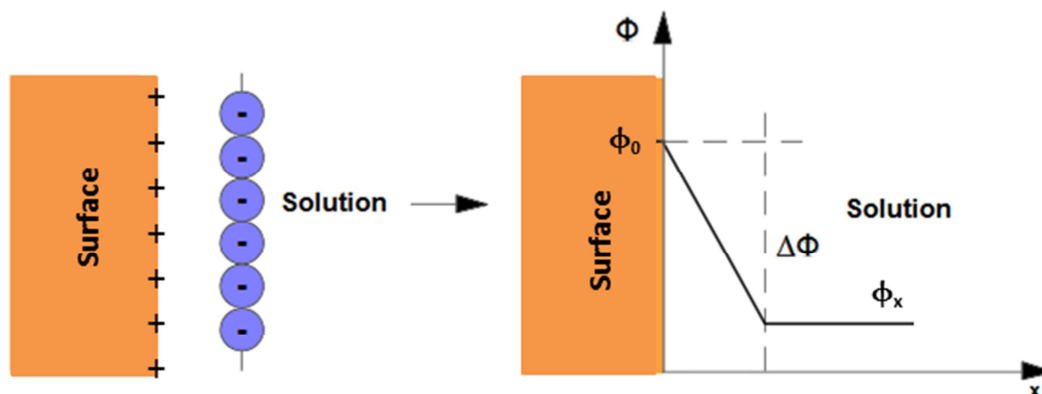 Surface
+
+
+
+
+
+
+
-
-
-
-
-
-
Solution
Φ
ϕ0
Surface
Solution
ΔΦ
ϕx
x